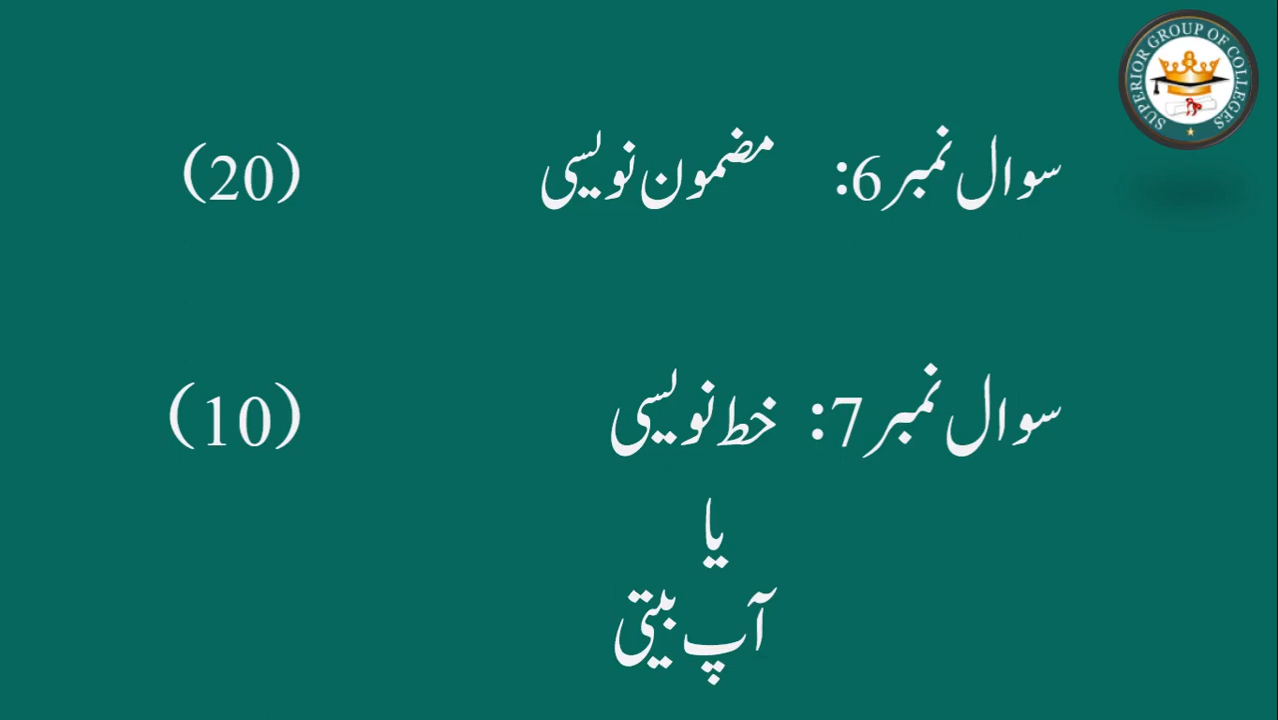 SUPERIOR GROUP OF COLLEGES
سوال نمبر 6: مضمون نویسی (20)
سوال نمبر 7: خط نویسی (10)
یا
آپ بیتی